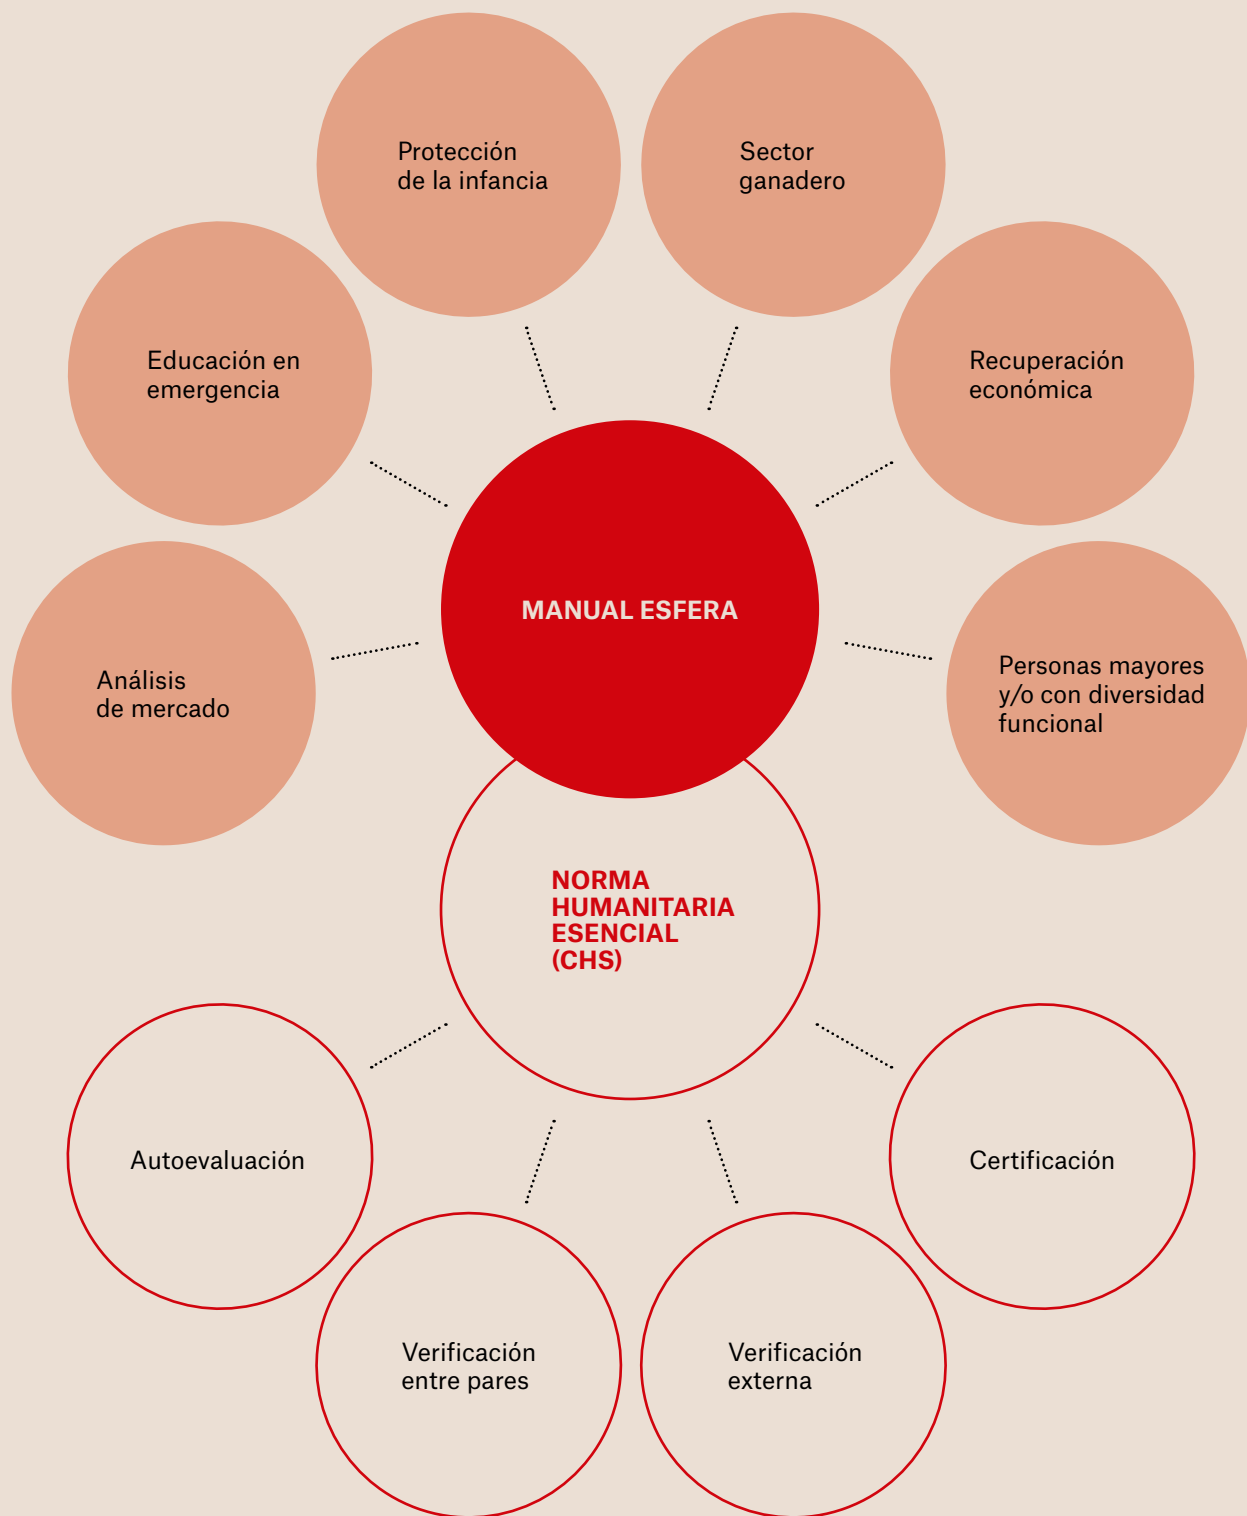 Protección
de la infancia
Sector
ganadero
Educación en
emergencia
Recuperación
económica
MANUAL ESFERA
Análisis
de mercado
Personas mayores
y/o con diversidad
funcional
NORMA
HUMANITARIA
ESENCIAL
(CHS)
Autoevaluación
Certificación
Verificación
entre pares
Verificación
externa